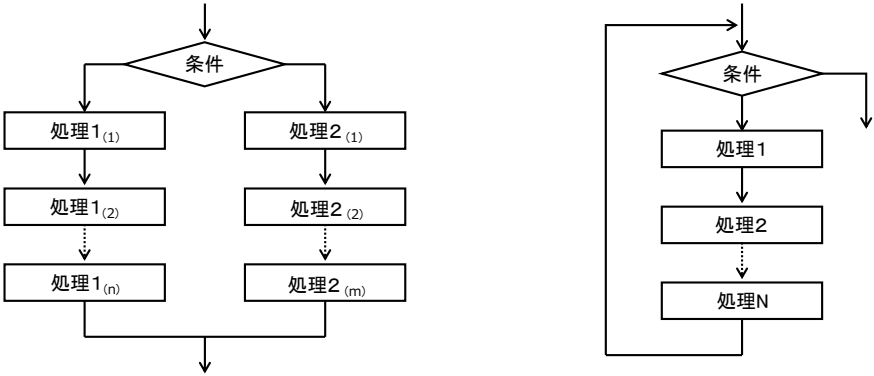 条件
処理1(1)
処理2(1)
処理1(2)
処理2(2)
処理1(n)
処理2(m)
条件
処理1
処理2
処理N